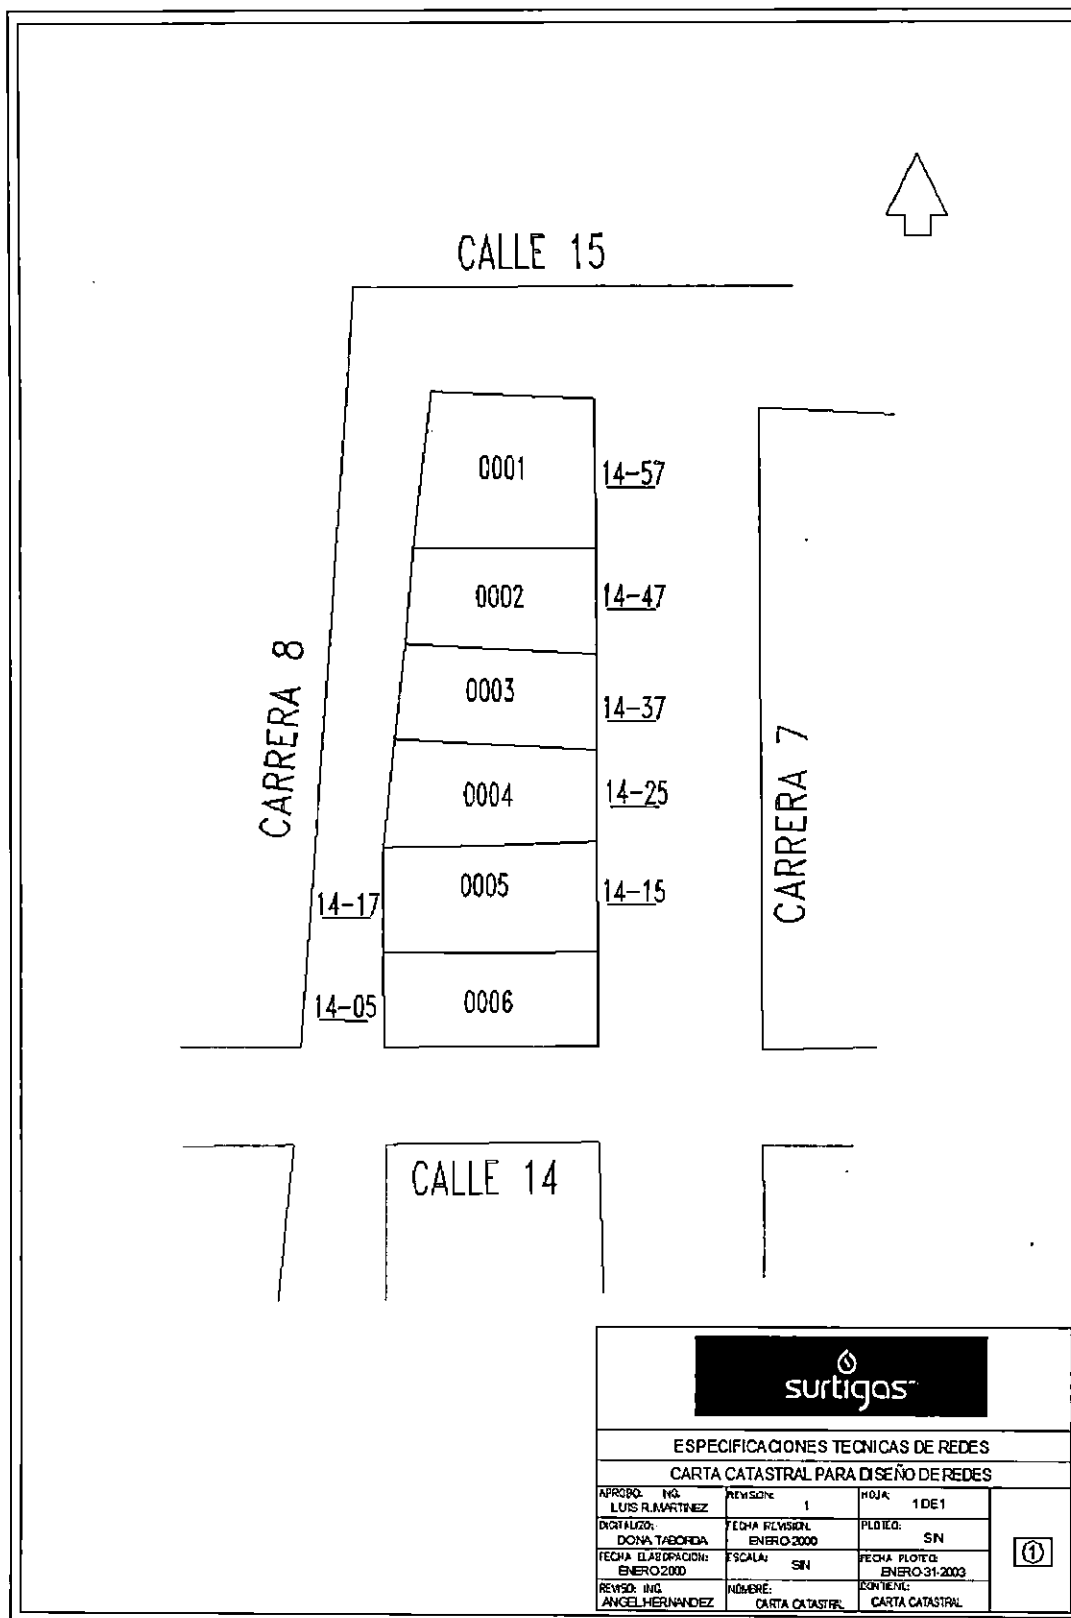 CALLE 15
0001
14-57
0002
14-47
0003
14-37
CARRERA 8
0004
14-25
CARRERA 7
0005
14-17
14-15
0006
14-05
CALLE 14
surtigas
ESPECIFICACIONES TECNICAS DE REDES
CARTA CATASTRAL PARA DISEÑO DE REDES
APROBO: ING. LUIS R. MARTINEZ
REVISION: 1
HOJA: 1 DE 1
DIGITALIZO: DONA TABORDA
FECHA REVISION: ENERO-2000
PLOTEO: S\N
FECHA ELABORACION: ENERO 2000
ESCALA: S\N
FECHA PLOTEO: ENERO-31-2003
REVISO: ING. ANGEL HERNANDEZ
NOMBRE: CARTA CATASTRL
CONTIENE: CARTA CATASTRAL
1